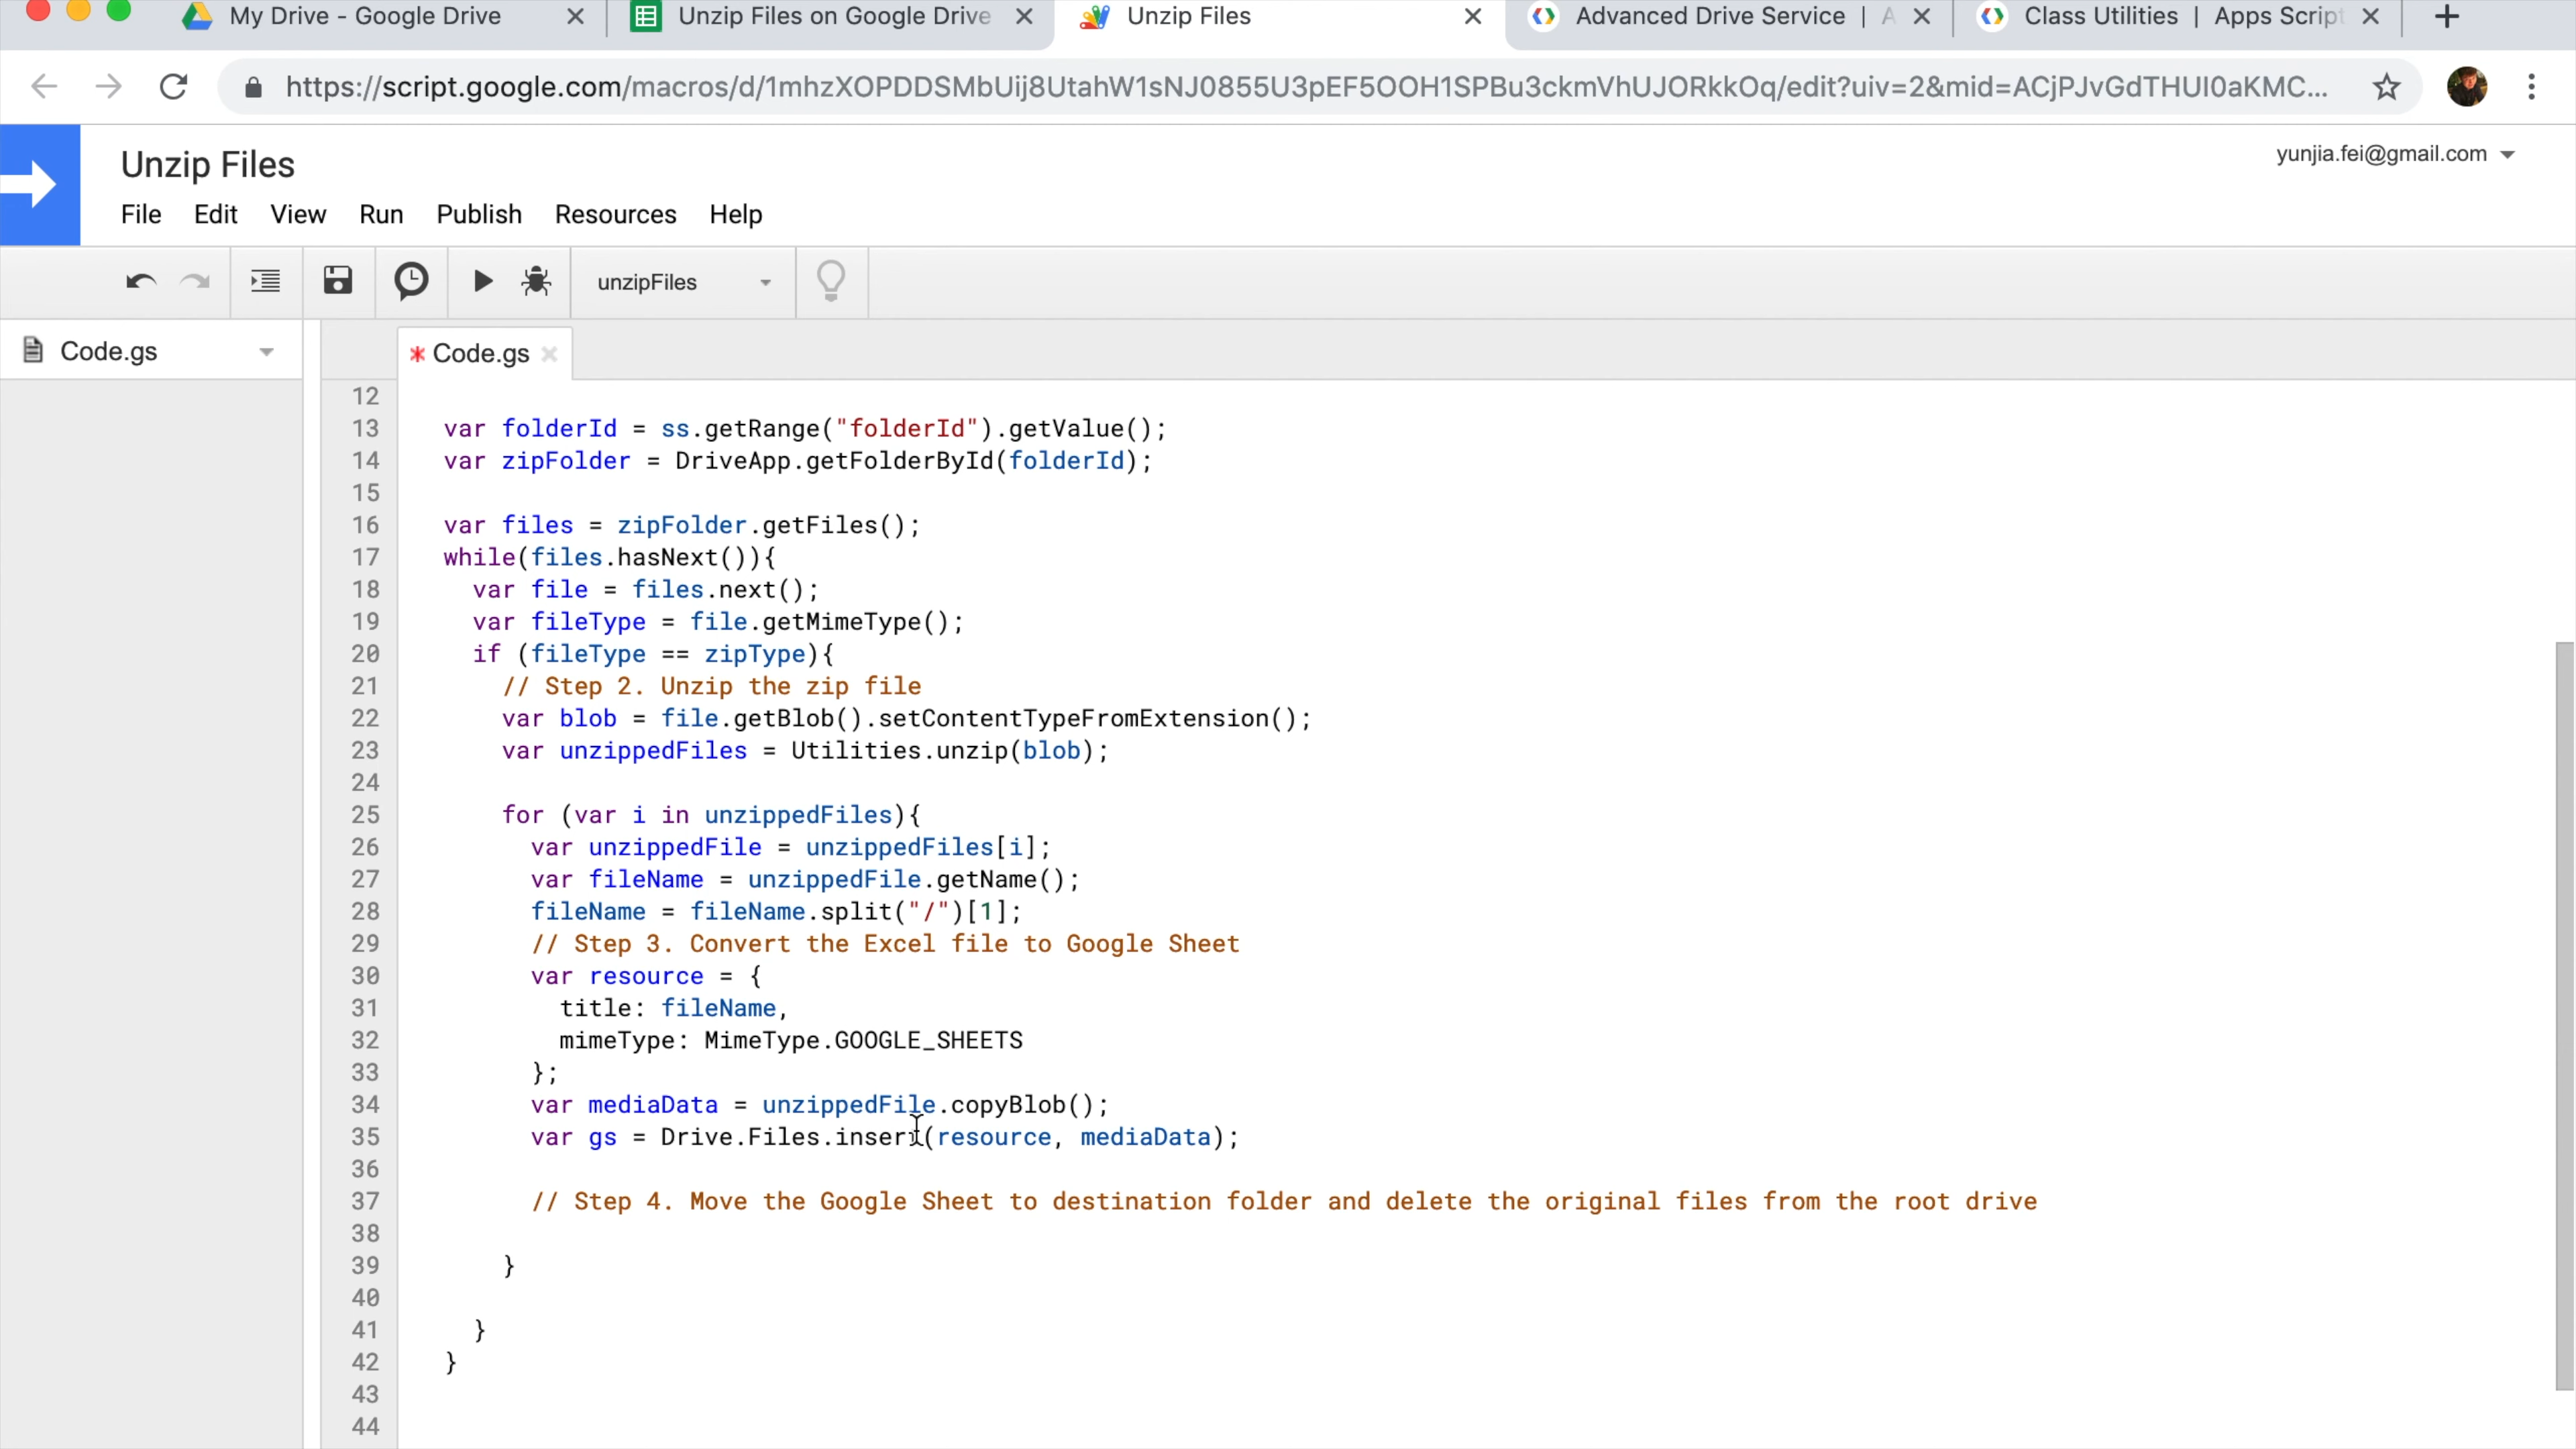 My Drive - Google Drive
Unzip Files on Google Drive
Unzip Files
Advanced Drive Service | A
Class Utilities | Apps Script
https://script.google.com/macros/d/1mhzXOPDDSMbUij8UtahW1sNJ0855U3pEF5OOH1SPBu3ckmVhUJORkkOq/edit?uiv=2&mid=ACjPJvGdTHUI0aKMC...
Unzip Files
yunjia.fei@gmail.com
File Edit View Run Publish Resources Help
unzipFiles
Code.gs
* Code.gs
12
13 var folderId = ss.getRange("folderId").getValue();
14 var zipFolder = DriveApp.getFolderById(folderId);
15
16 var files = zipFolder.getFiles();
17 while(files.hasNext()){
18 var file = files.next();
19 var fileType = file.getMimeType();
20 if (fileType == zipType){
21 // Step 2. Unzip the zip file
22 var blob = file.getBlob().setContentTypeFromExtension();
23 var unzippedFiles = Utilities.unzip(blob);
24
25 for (var i in unzippedFiles){
26 var unzippedFile = unzippedFiles[i];
27 var fileName = unzippedFile.getName();
28 fileName = fileName.split("/")[1];
29 // Step 3. Convert the Excel file to Google Sheet
30 var resource = {
31 title: fileName,
32 mimeType: MimeType.GOOGLE_SHEETS
33 };
34 var mediaData = unzippedFile.copyBlob();
35 var gs = Drive.Files.insert(resource, mediaData);
36
37 // Step 4. Move the Google Sheet to destination folder and delete the original files from the root drive
38
39 }
40
41 }
42 }
43
44